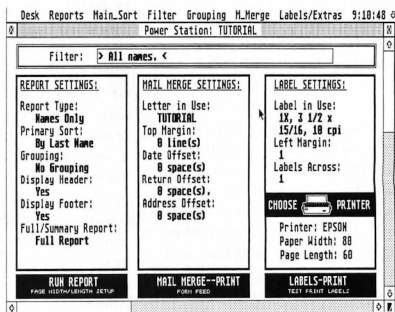 Desk Reports Main_Sort Filter Grouping M_Merge Labels/Extras 9:10:48
Power Station: TUTORIAL
Filter: > All names. <
REPORT SETTINGS:
Report Type:
Names Only
Primary Sort:
By Last Name
Grouping:
No Grouping
Display Header:
Yes
Display Footer:
Yes
Full/Summary Report:
Full Report
RUN REPORT
PAGE WIDTH/LENGTH SETUP
MAIL MERGE SETTINGS:
Letter in Use:
TUTORIAL
Top Margin:
0 line(s)
Date Offset:
0 space(s)
Return Offset:
0 space(s).
Address Offset:
0 space(s)
MAIL MERGE--PRINT
FORM FEED
LABEL SETTINGS:
Label in Use:
1X, 3 1/2 x
15/16, 10 cpi
Left Margin:
1
Labels Across:
1
CHOOSE PRINTER
Printer: EPSON
Paper Width: 80
Page Length: 60
LABELS-PRINT
TEST PRINT LABELS